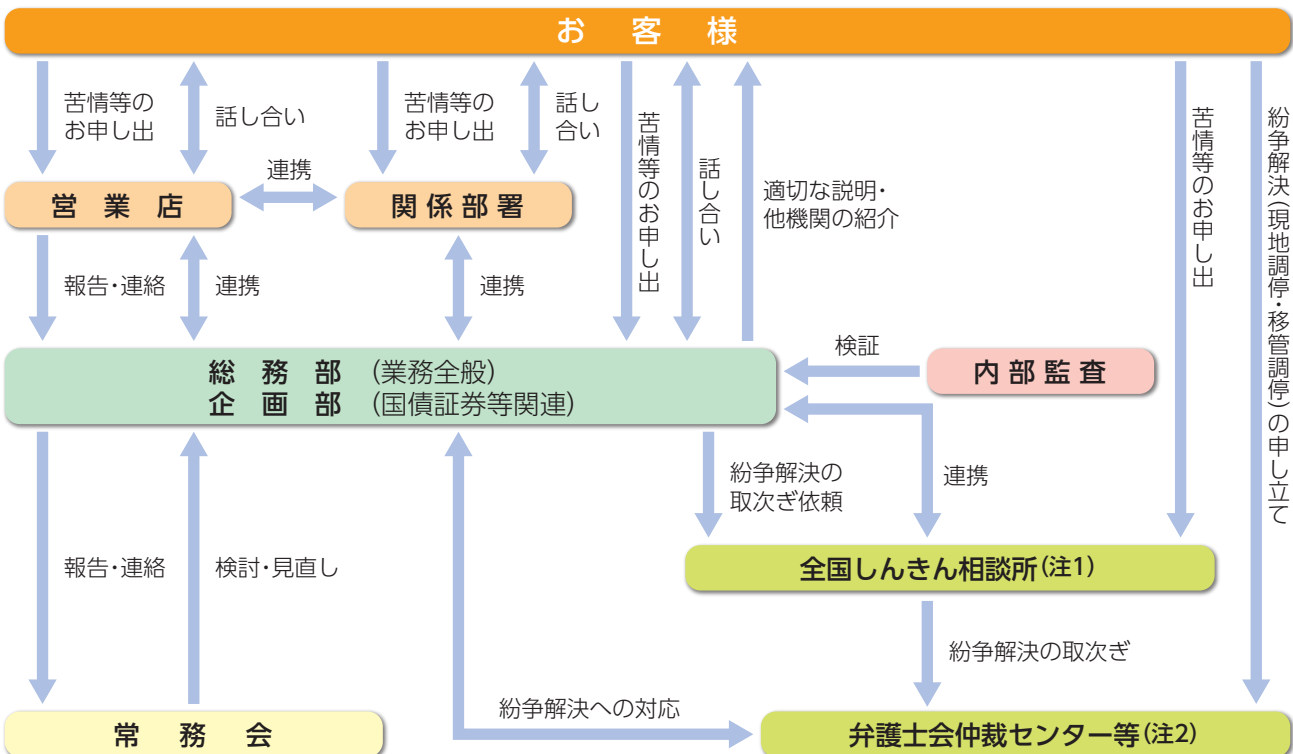 お客様
苦情等の
お申し出
話し合い
苦情等の
お申し出
話し
合い
苦情等のお申し出
話し合い
適切な説明・
他機関の紹介
苦情等のお申し出
紛争解決(現地調停・移管調停)の申し立て
営業店
連携
関係部署
報告・連絡
連携
連携
総務部 (業務全般)
企画部 (国債証券等関連)
検証
内部監査
紛争解決の
取次ぎ依頼
連携
全国しんきん相談所(注1)
報告・連絡
検討・見直し
紛争解決の取次ぎ
紛争解決への対応
常務会
弁護士会仲裁センター等(注2)